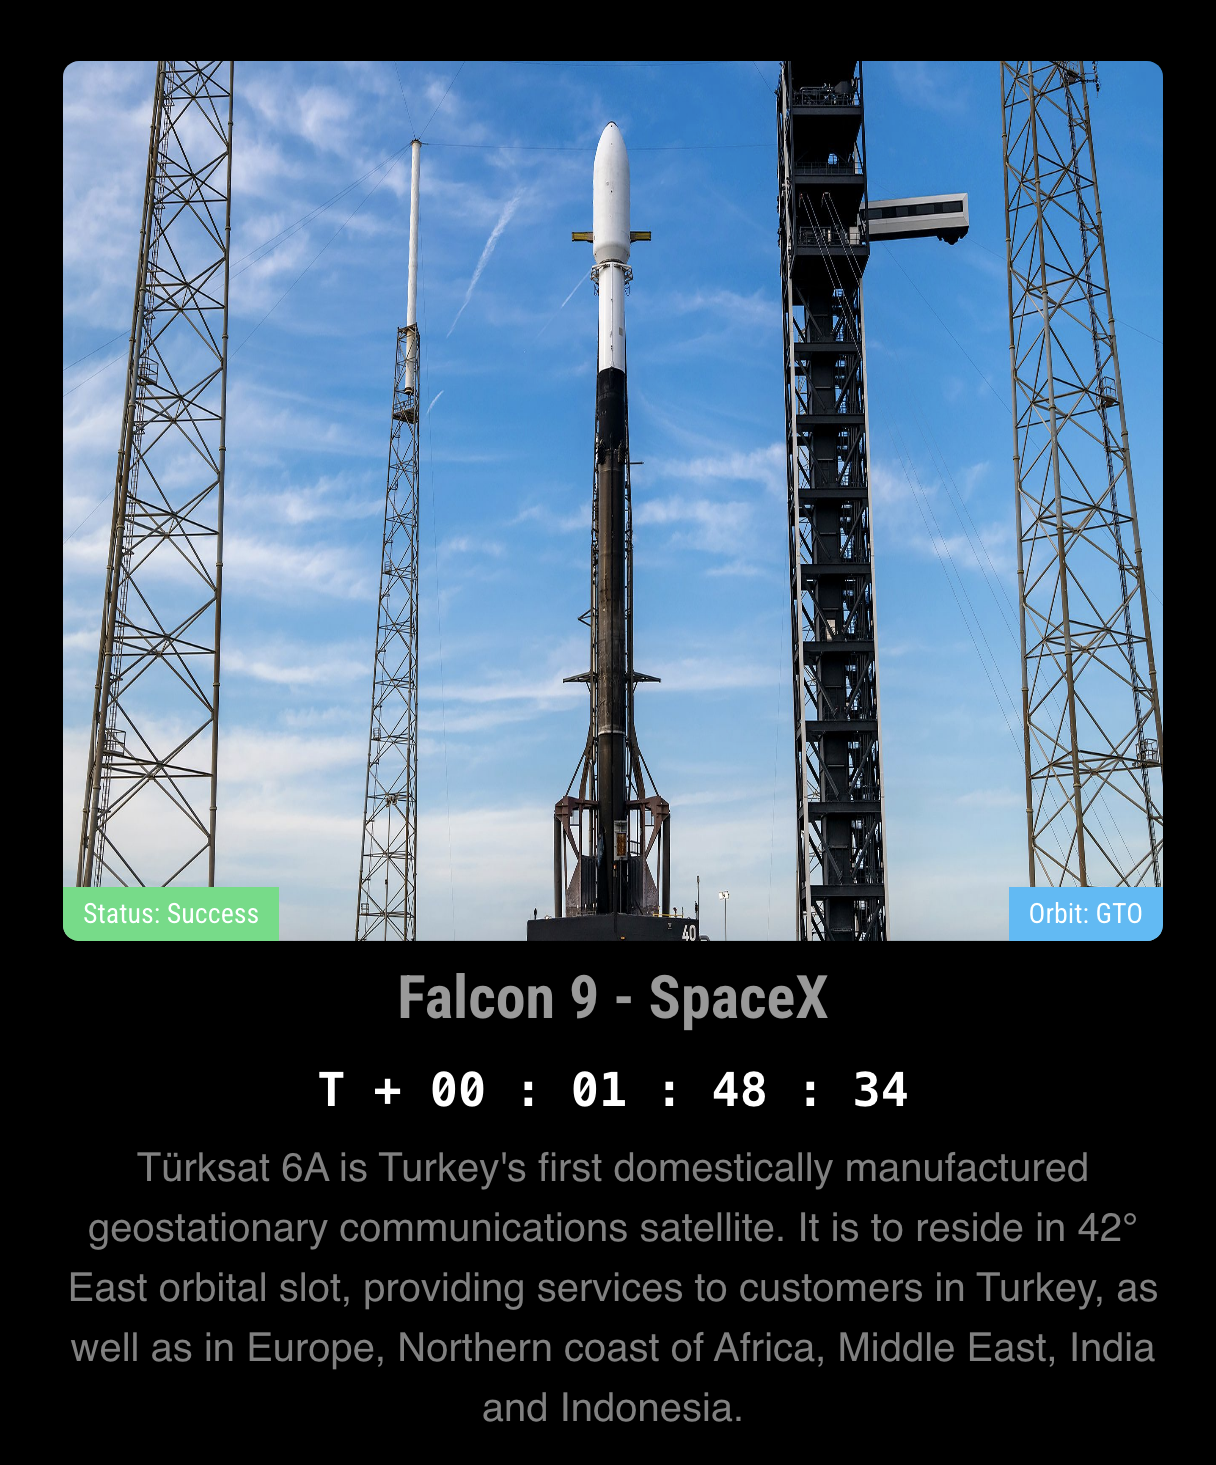 40
Status: Success
Orbit: GTO
Falcon 9 - SpaceX
T + 00 : 01 : 48 : 34
Türksat 6A is Turkey's first domestically manufactured
geostationary communications satellite. It is to reside in 42°
East orbital slot, providing services to customers in Turkey, as
well as in Europe, Northern coast of Africa, Middle East, India
and Indonesia.